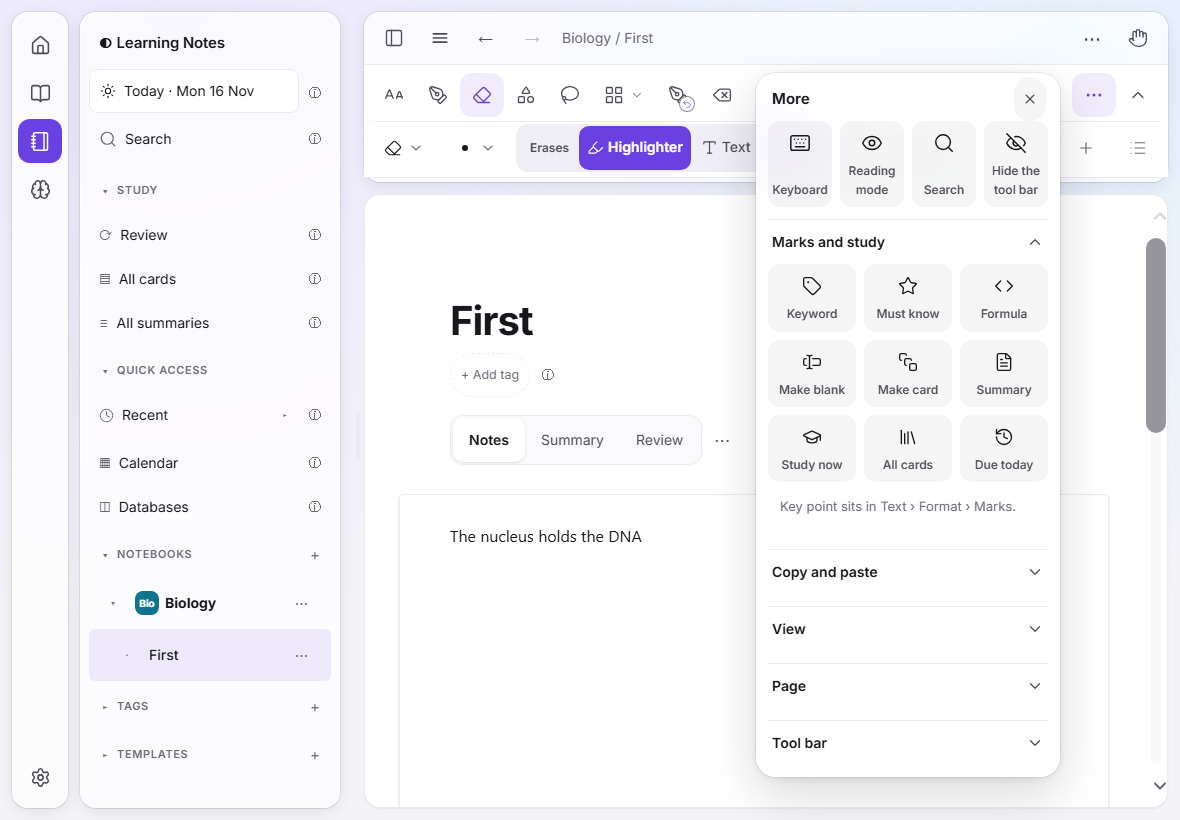 Learning Notes
Today · Mon 16 Nov
Search
STUDY
Review
All cards
All summaries
QUICK ACCESS
Recent
Calendar
Databases
NOTEBOOKS
Bio Biology
First
TAGS
TEMPLATES
Biology / First
AA
Erases Highlighter Text
First
+ Add tag
Notes Summary Review
The nucleus holds the DNA
More
Keyboard
Reading mode
Search
Hide the tool bar
Marks and study
Keyword Must know Formula
Make blank Make card Summary
Study now All cards Due today
Key point sits in Text › Format › Marks.
Copy and paste
View
Page
Tool bar